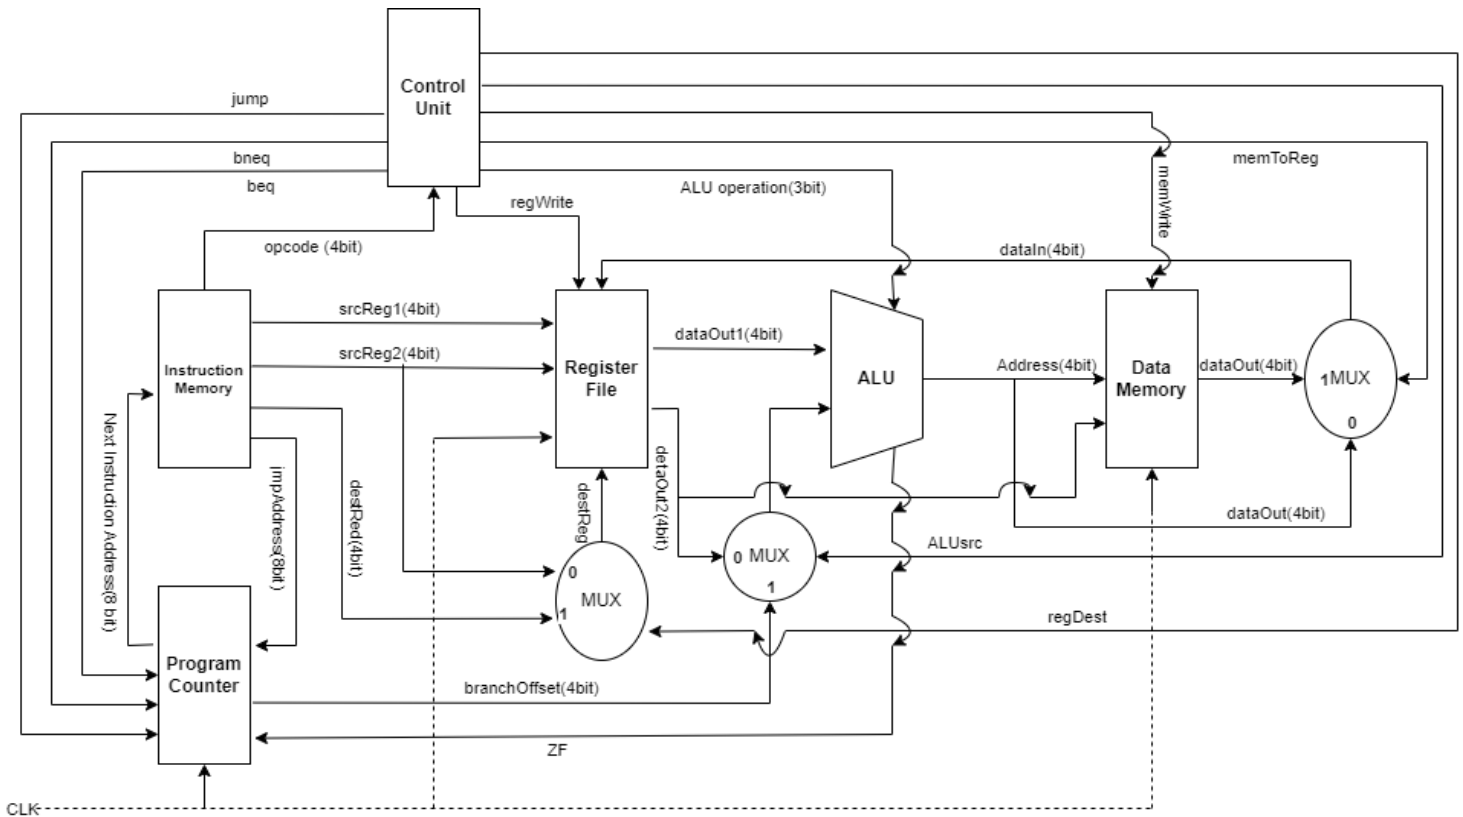 Control
Unit
jump
bneq
beq
memToReg
ALU operation(3bit)
memWrite
regWrite
opcode (4bit)
dataIn(4bit)
srcReg1(4bit)
srcReg2(4bit)
Instruction
Memory
Register
File
dataOut1(4bit)
ALU
Address(4bit)
Data
Memory
dataOut(4bit)
1MUX
0
Next Instruction Address(8 bit)
jmpAddress(8bit)
destRed(4bit)
destReg
detaOut2(4bit)
dataOut(4bit)
ALUsrc
0 MUX
1
0
MUX
1
regDest
Program
Counter
branchOffset(4bit)
ZF
CLK